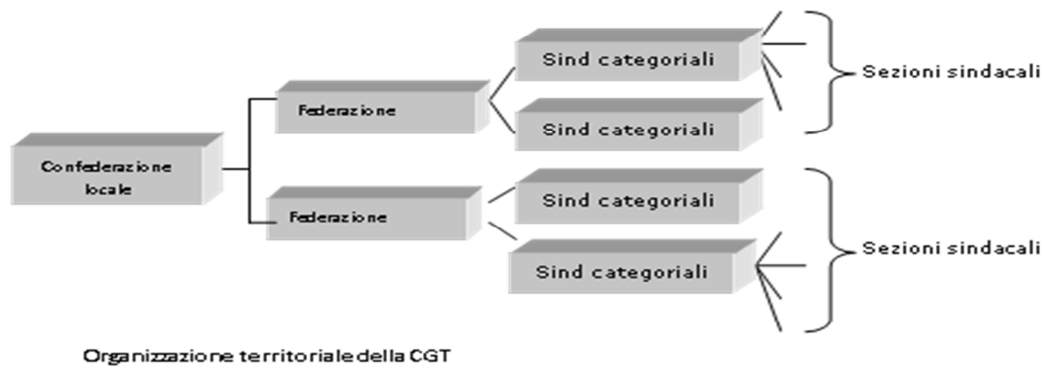 Sind categoriali
Sezioni sindacali
Federazione
Sind categoriali
Confederazione
locale
Sind categoriali
Federazione
Sezioni sindacali
Sind categoriali
Organizzazione territoriale della CGT